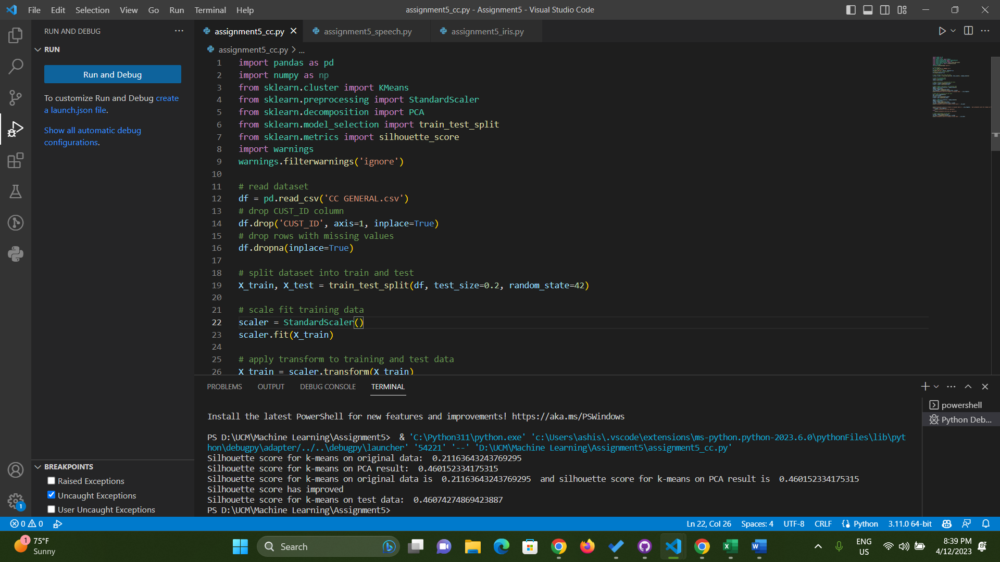 File Edit Selection View Go Run Terminal Help
assignment5_cc.py - Assignment5 - Visual Studio Code
RUN AND DEBUG
RUN
Run and Debug
To customize Run and Debug create
a launch.json file.
Show all automatic debug
configurations.
BREAKPOINTS
Raised Exceptions
Uncaught Exceptions
User Uncaught Exceptions
1
assignment5_cc.py assignment5_speech.py assignment5_iris.py
assignment5_cc.py > ...
1 import pandas as pd
2 import numpy as np
3 from sklearn.cluster import KMeans
4 from sklearn.preprocessing import StandardScaler
5 from sklearn.decomposition import PCA
6 from sklearn.model_selection import train_test_split
7 from sklearn.metrics import silhouette_score
8 import warnings
9 warnings.filterwarnings('ignore')
10
11 # read dataset
12 df = pd.read_csv('CC GENERAL.csv')
13 # drop CUST_ID column
14 df.drop('CUST_ID', axis=1, inplace=True)
15 # drop rows with missing values
16 df.dropna(inplace=True)
17
18 # split dataset into train and test
19 X_train, X_test = train_test_split(df, test_size=0.2, random_state=42)
20
21 # scale fit training data
22 scaler = StandardScaler()
23 scaler.fit(X_train)
24
25 # apply transform to training and test data
26 X_train = scaler.transform(X_train)
PROBLEMS OUTPUT DEBUG CONSOLE TERMINAL
powershell
Python Deb...
Install the latest PowerShell for new features and improvements! https://aka.ms/PSWindows
PS D:\UCM\Machine Learning\Assignment5>  & 'C:\Python311\python.exe' 'c:\Users\ashis\.vscode\extensions\ms-python.python-2023.6.0\pythonFiles\lib\pyt
hon\debugpy\adapter/../..\debugpy\launcher' '54221' '--' 'D:\UCM\Machine Learning\Assignment5\assignment5_cc.py'
Silhouette score for k-means on original data:  0.21163643243769295
Silhouette score for k-means on PCA result:  0.460152334175315
Silhouette score for k-means on original data is  0.21163643243769295  and silhouette score for k-means on PCA result is  0.460152334175315
Silhouette score has improved
Silhouette score for k-means on test data:  0.46074274869423887
PS D:\UCM\Machine Learning\Assignment5>
0 0
Ln 22, Col 26 Spaces: 4 UTF-8 CRLF Python 3.11.0 64-bit
1
75°F
Sunny
Search
ENG
US
8:39 PM
4/12/2023